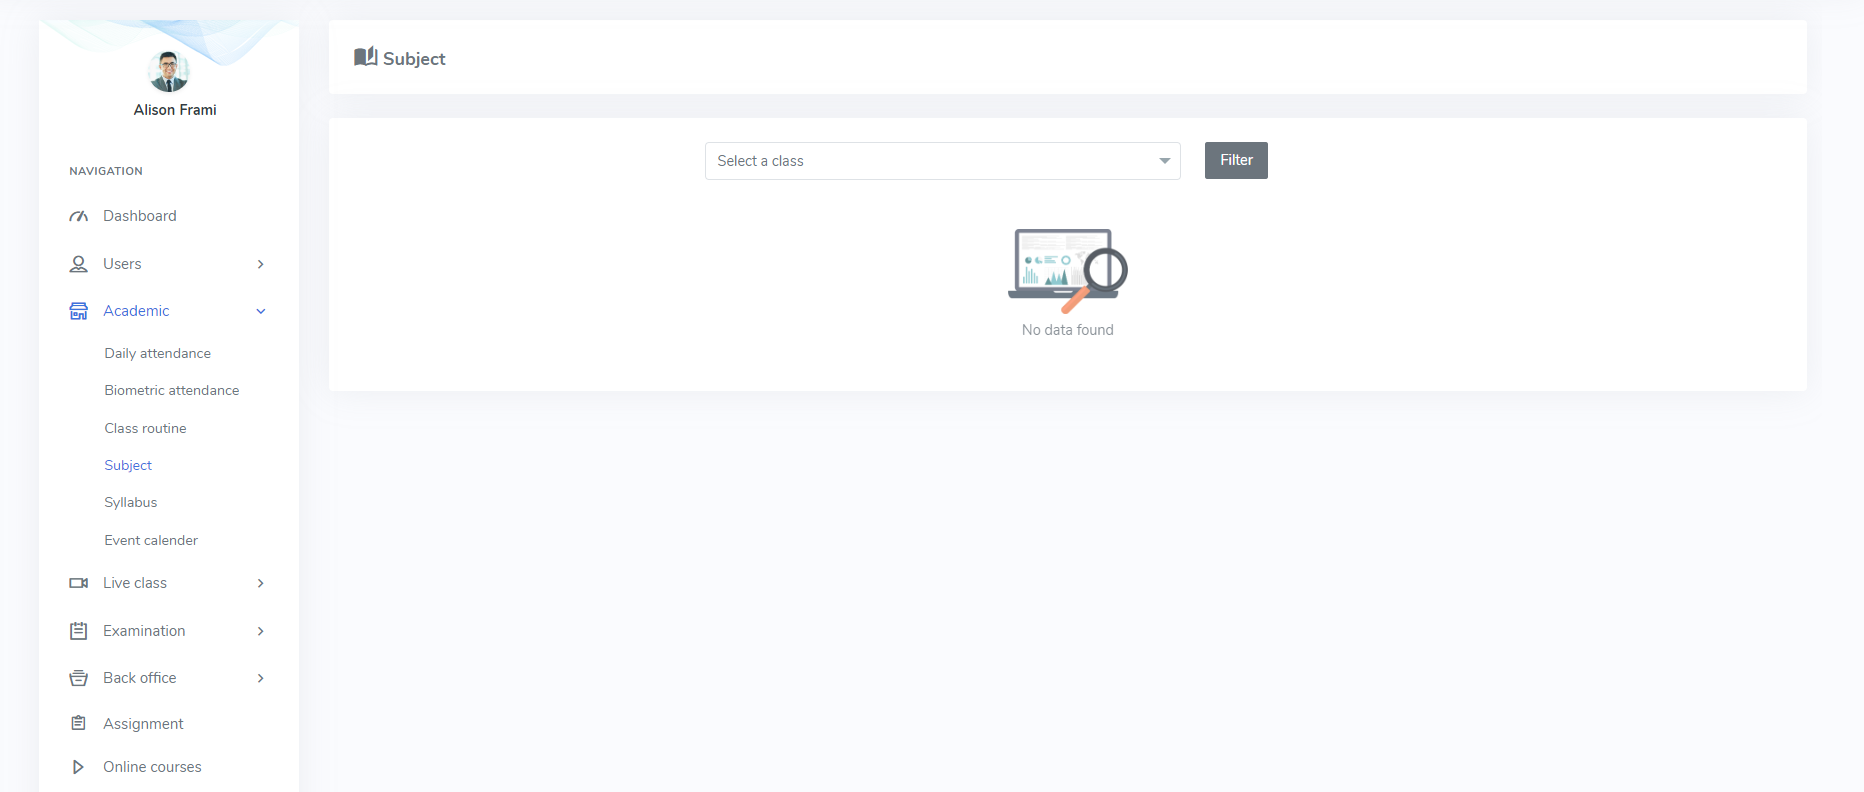 Alison Frami
NAVIGATION
Dashboard
Users
Academic
Daily attendance
Biometric attendance
Class routine
Subject
Syllabus
Event calender
Live class
Examination
Back office
Assignment
Online courses
Subject
Select a class
Filter
No data found